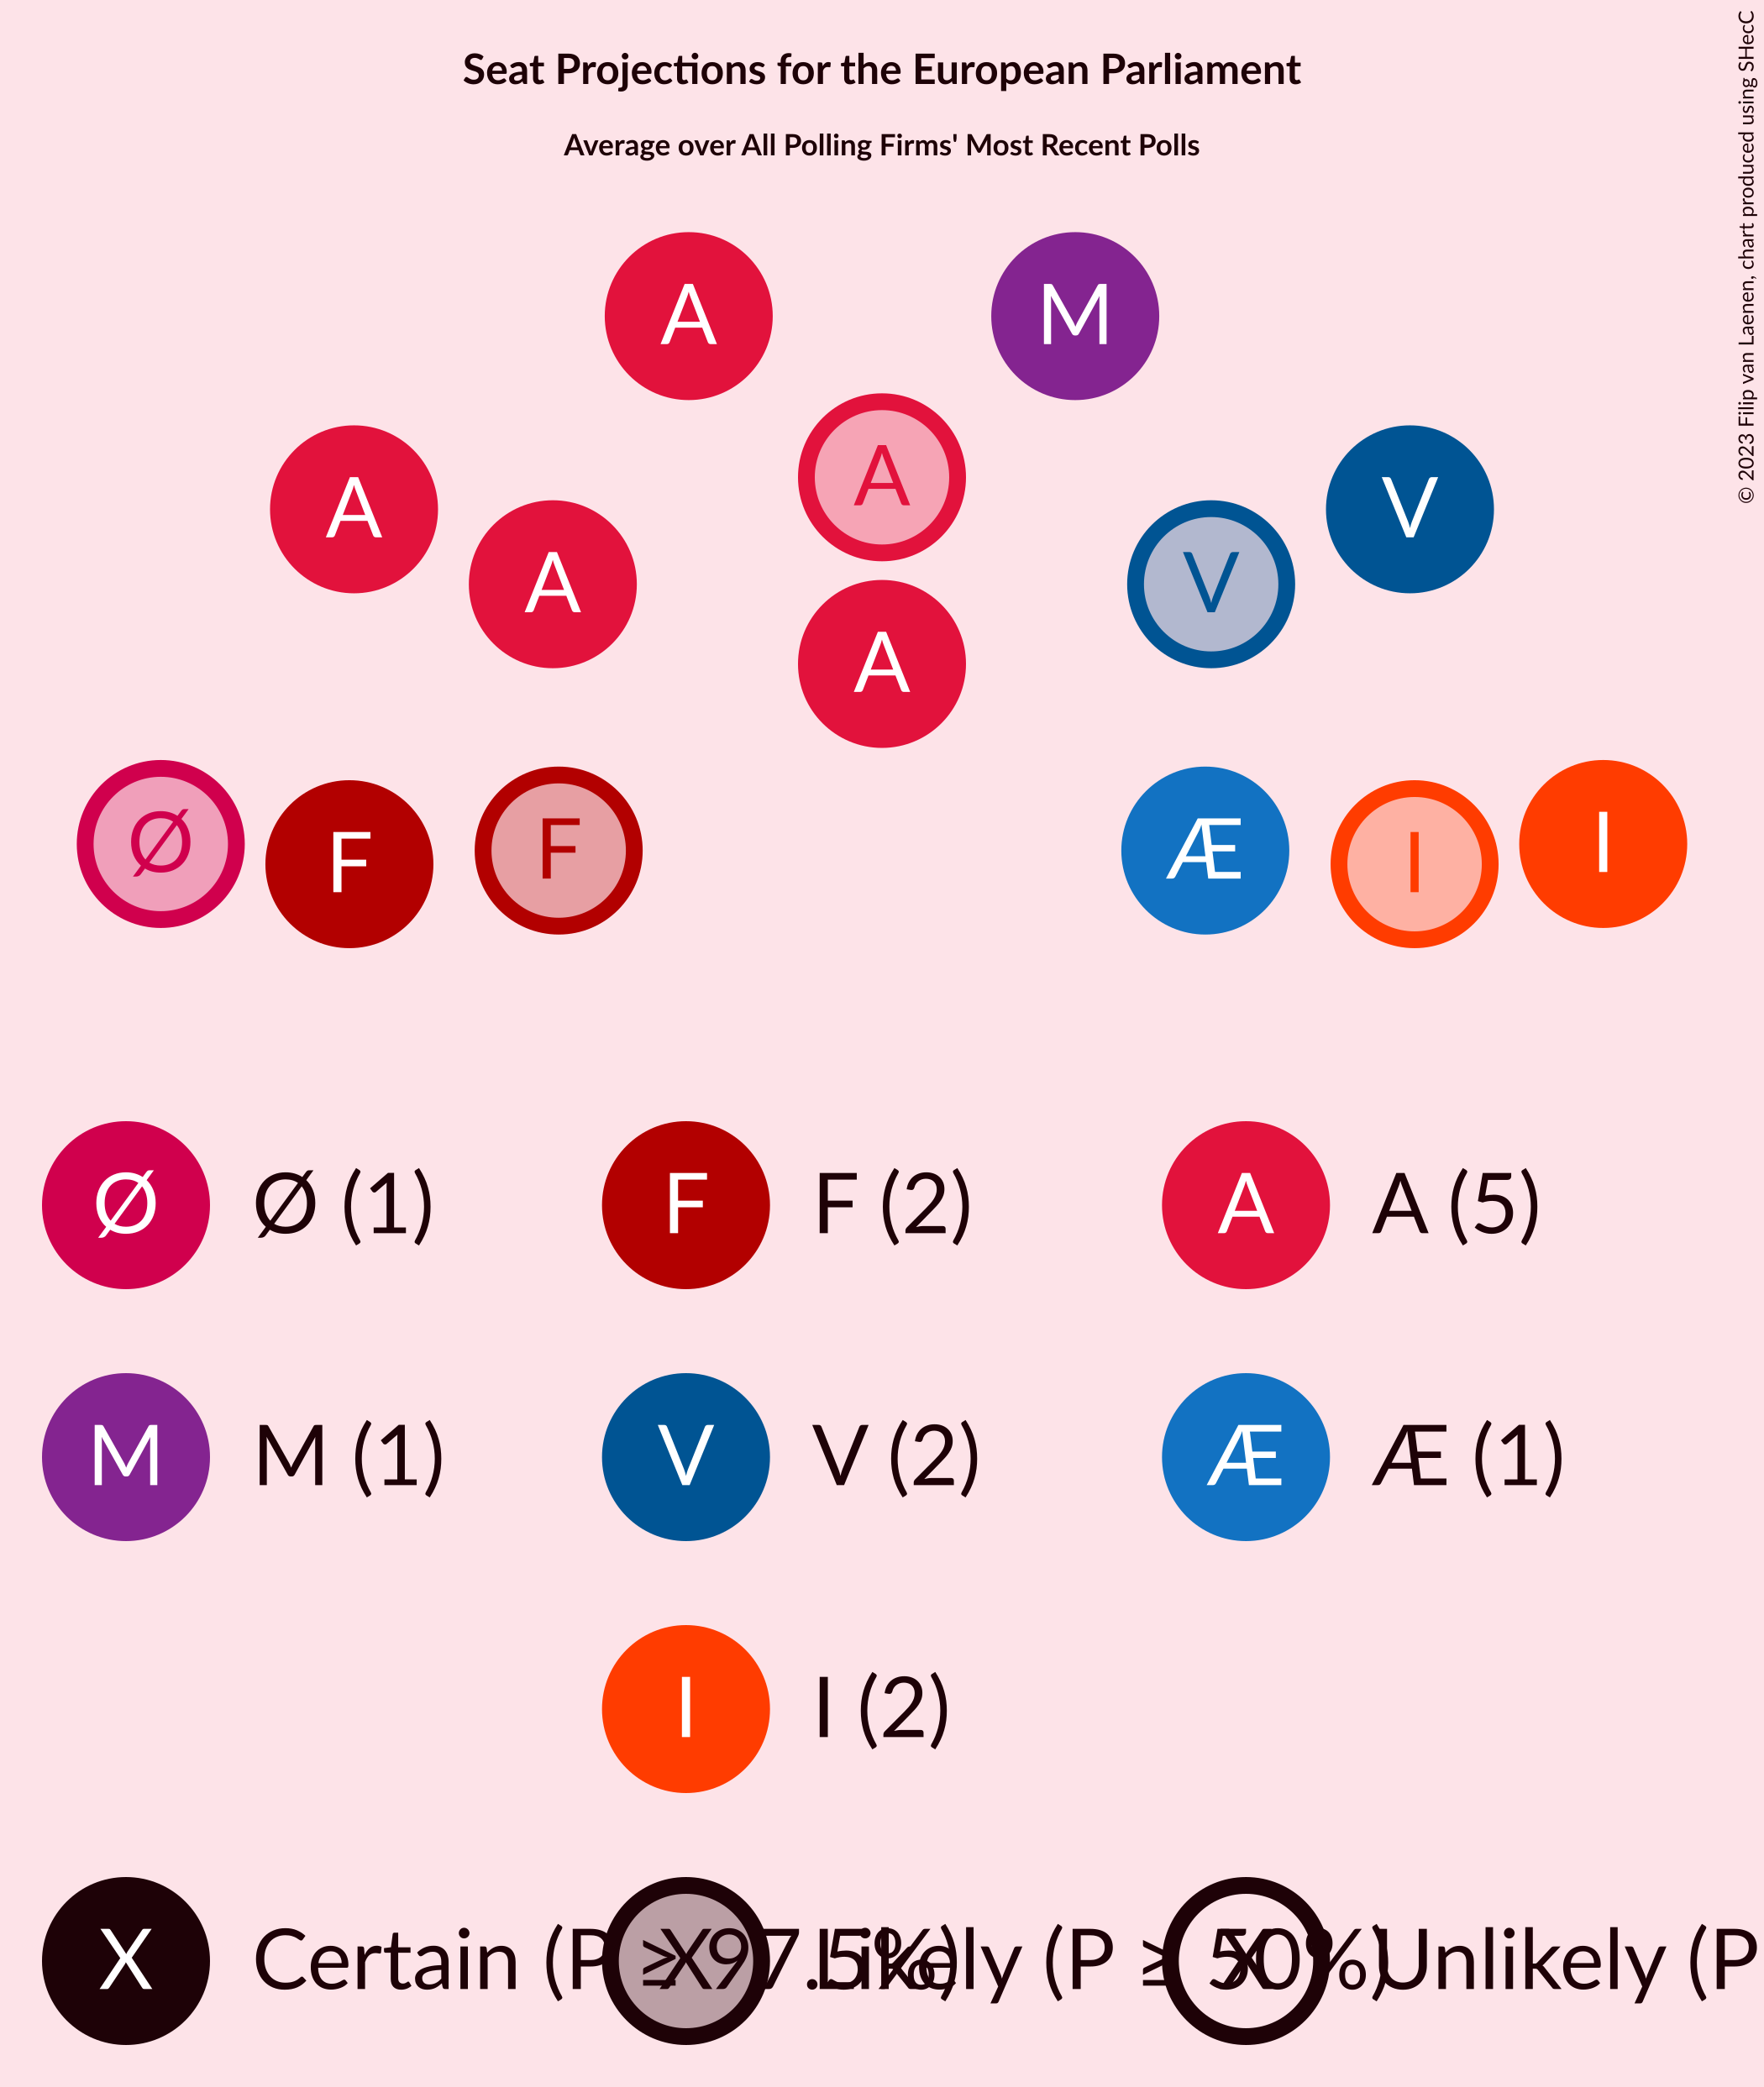 Seat Projections for the European Parliament
Average over All Polling Firms' Most Recent Polls
© 2023 Filip van Laenen, chart produced using SHecC
A M
A
A V
A V
A
Ø F F Æ I I
Ø Ø (1) F F (2) A A (5)
M M (1) V V (2) Æ Æ (1)
I I (2)
X Certain (P ≥ 97.5%) X Likely (P ≥ 50%) X Unlikely (P